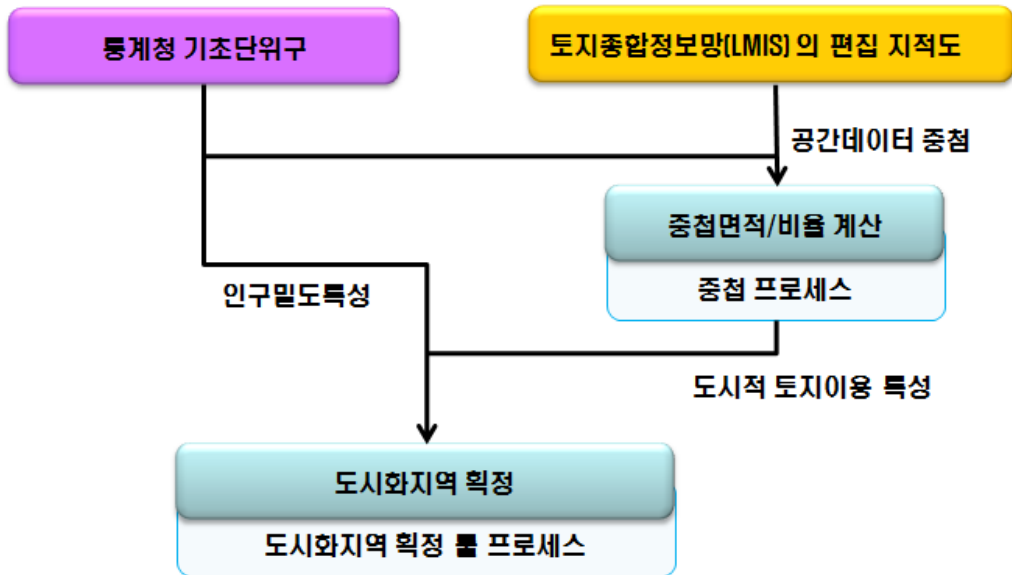 통계청 기초단위구
토지종합정보망(LMIS) 의 편집 지적도
공간데이터 중첩
중첩면적/비율 계산
중첩 프로세스
인구밀도특성
도시적 토지이용 특성
도시화지역 획정
도시화지역 획정 룰 프로세스